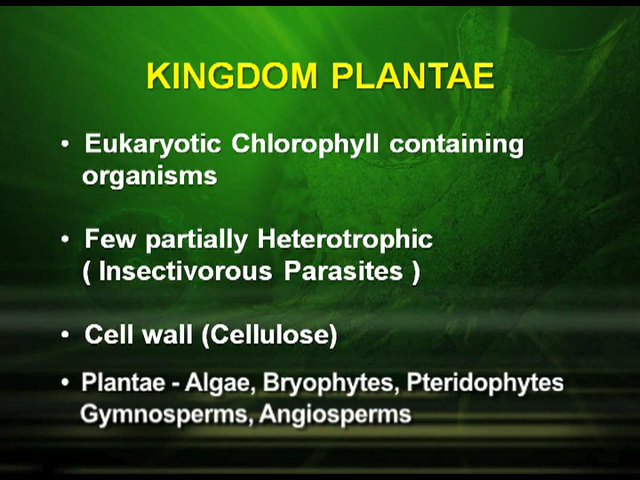 KINGDOM PLANTAE
• Eukaryotic Chlorophyll containing
organisms
• Few partially Heterotrophic
( Insectivorous Parasites )
• Cell wall (Cellulose)
• Plantae - Algae, Bryophytes, Pteridophytes
Gymnosperms, Angiosperms